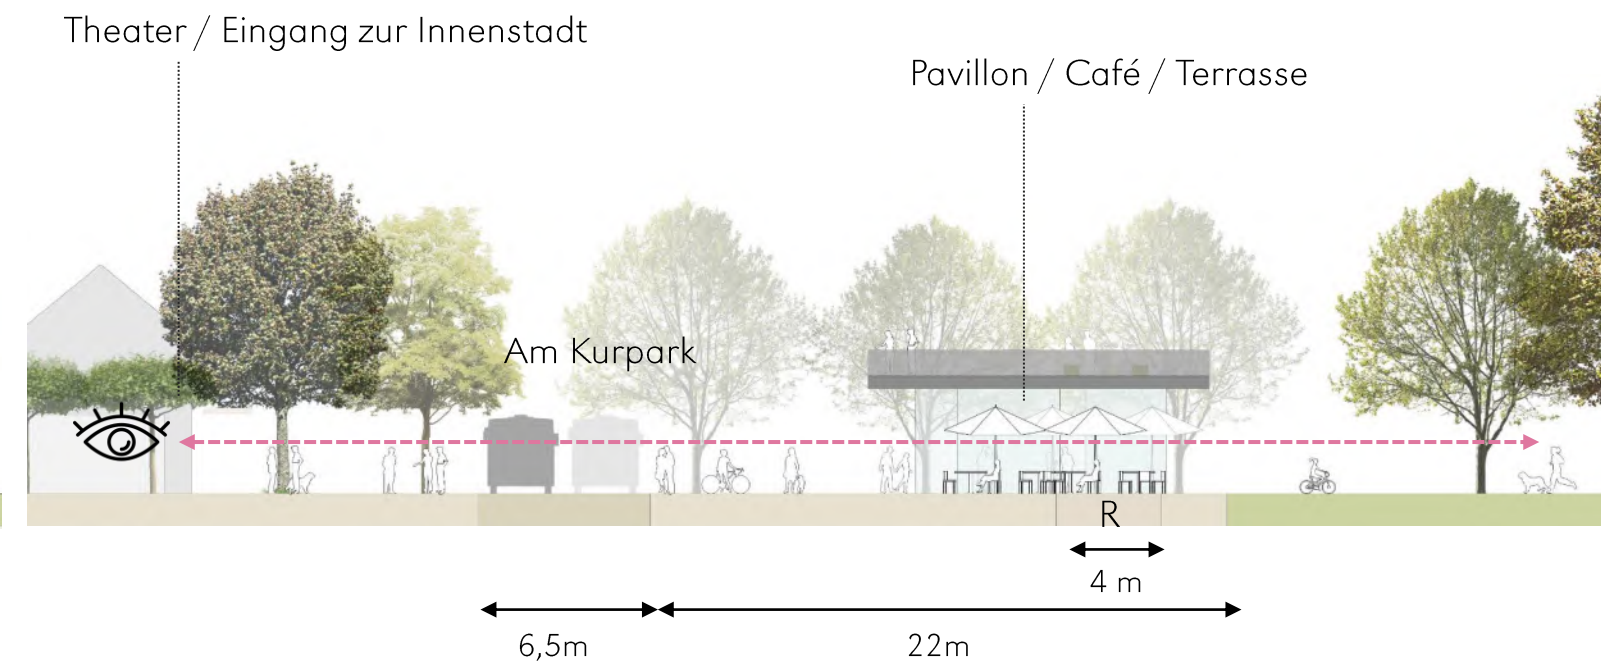 Theater / Eingang zur Innenstadt
Pavillon / Café / Terrasse
Am Kurpark
R
4 m
6,5m
22m